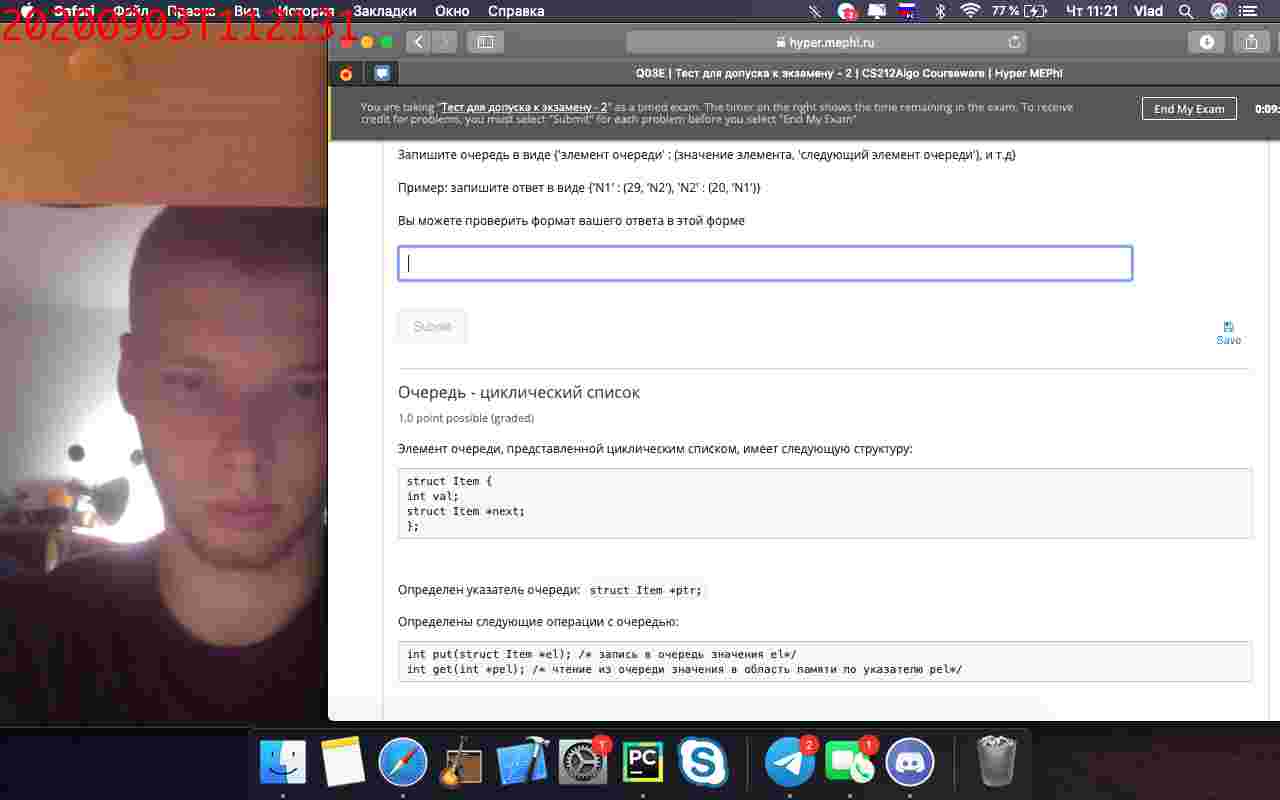 20200903T112131
Safari Файл Правка Вид История Закладки Окно Справка
77 % Чт 11:21 Vlad
hyper.mephi.ru
Q03E | Тест для допуска к экзамену - 2 | CS212Algo Courseware | Hyper MEPhI
You are taking "Тест для допуска к экзамену - 2" as a timed exam. The timer on the right shows the time remaining in the exam. To receive
credit for problems, you must select "Submit" for each problem before you select "End My Exam"
End My Exam
0:09:
Запишите очередь в виде {'элемент очереди' : (значение элемента, 'следующий элемент очереди'), и т.д}
Пример: запишите ответ в виде {'N1' : (29, 'N2'), 'N2' : (20, 'N1')}
Вы можете проверить формат вашего ответа в этой форме
Submit
Save
Очередь - циклический список
1.0 point possible (graded)
Элемент очереди, представленной циклическим списком, имеет следующую структуру:
struct Item {
int val;
struct Item *next;
};
Определен указатель очереди: struct Item *ptr;
Определены следующие операции с очередью:
int put(struct Item *el); /* запись в очередь значения el*/
int get(int *pel); /* чтение из очереди значения в область памяти по указателю pel*/
1
PC
2
1